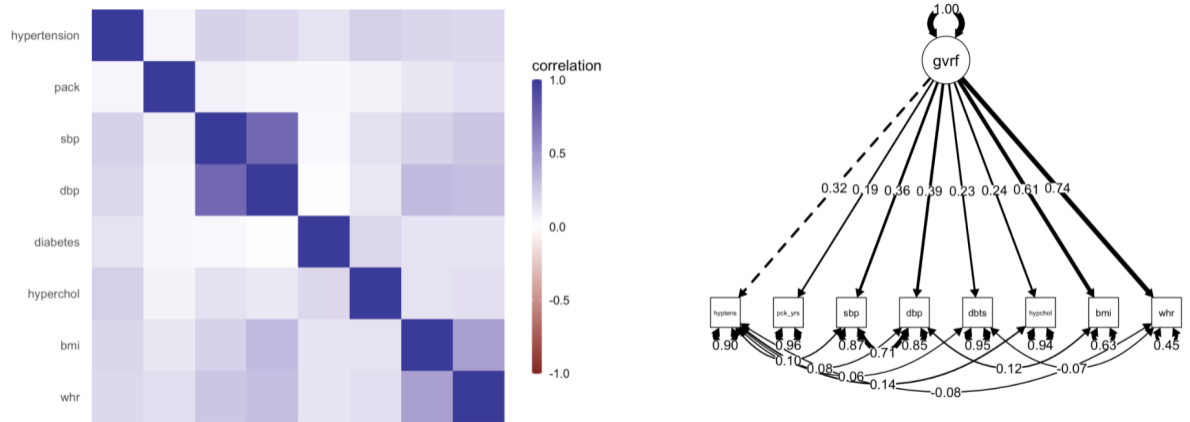 hypertension
pack
sbp
dbp
diabetes
hyperchol
bmi
whr
correlation
1.0
0.5
0.0
-0.5
-1.0
1.00
gvrf
0.32 0.19 0.36 0.39 0.23 0.24 0.61 0.74
hyptens pck_yrs sbp dbp dbts hypchol bmi whr
0.90 0.96 0.87 0.85 0.95 0.94 0.63 0.45
0.71
0.10
0.08
0.06
0.14
0.12
-0.07
-0.08